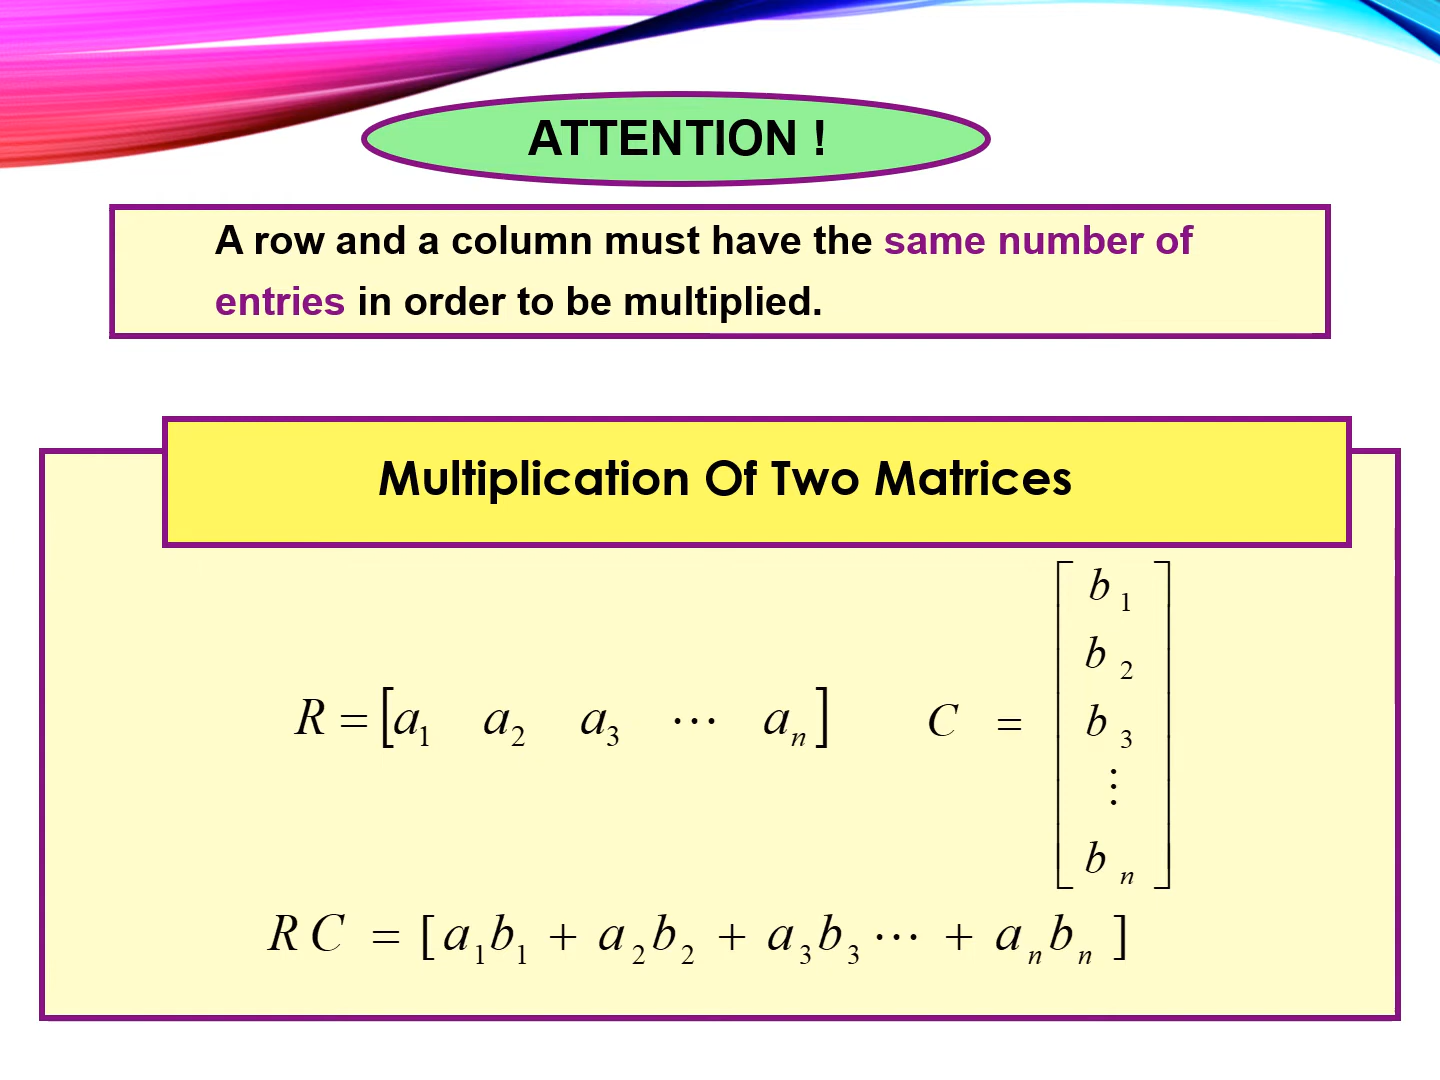 ATTENTION !
A row and a column must have the same number of
entries in order to be multiplied.
Multiplication Of Two Matrices
R = [a₁ a₂ a₃ ⋯ aₙ] C = [b₁ b₂ b₃ ⋮ bₙ]
R C = [ a₁b₁ + a₂b₂ + a₃b₃ ⋯ + aₙbₙ ]